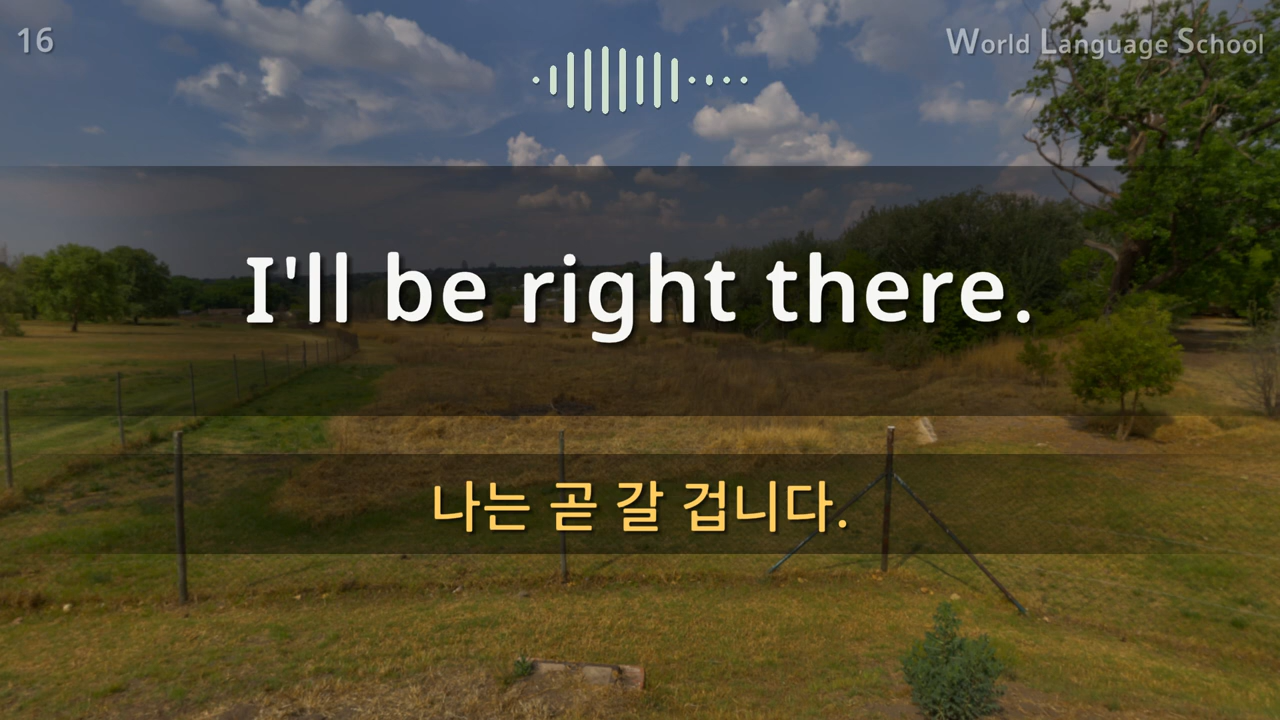 16
World Language School
I'll be right there.
나는 곧 갈 겁니다.